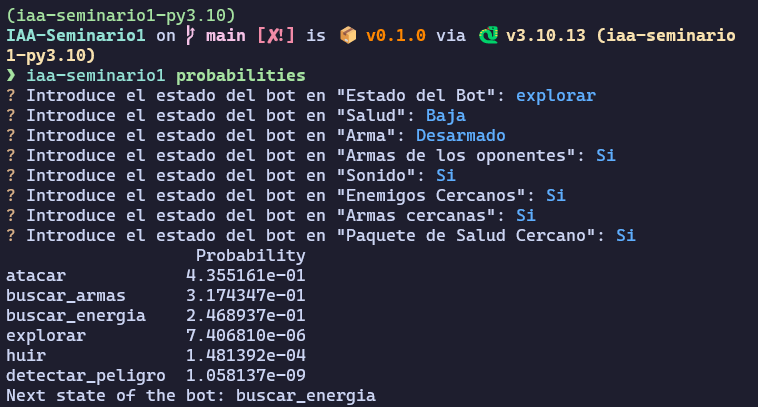 (iaa-seminario1-py3.10)
IAA-Seminario1 on main [✘!] is 📦 v0.1.0 via 🐍 v3.10.13 (iaa-seminario
1-py3.10)
❯ iaa-seminario1 probabilities
? Introduce el estado del bot en "Estado del Bot": explorar
? Introduce el estado del bot en "Salud": Baja
? Introduce el estado del bot en "Arma": Desarmado
? Introduce el estado del bot en "Armas de los oponentes": Si
? Introduce el estado del bot en "Sonido": Si
? Introduce el estado del bot en "Enemigos Cercanos": Si
? Introduce el estado del bot en "Armas cercanas": Si
? Introduce el estado del bot en "Paquete de Salud Cercano": Si
Probability
atacar 4.355161e-01
buscar_armas 3.174347e-01
buscar_energia 2.468937e-01
explorar 7.406810e-06
huir 1.481392e-04
detectar_peligro 1.058137e-09
Next state of the bot: buscar_energia